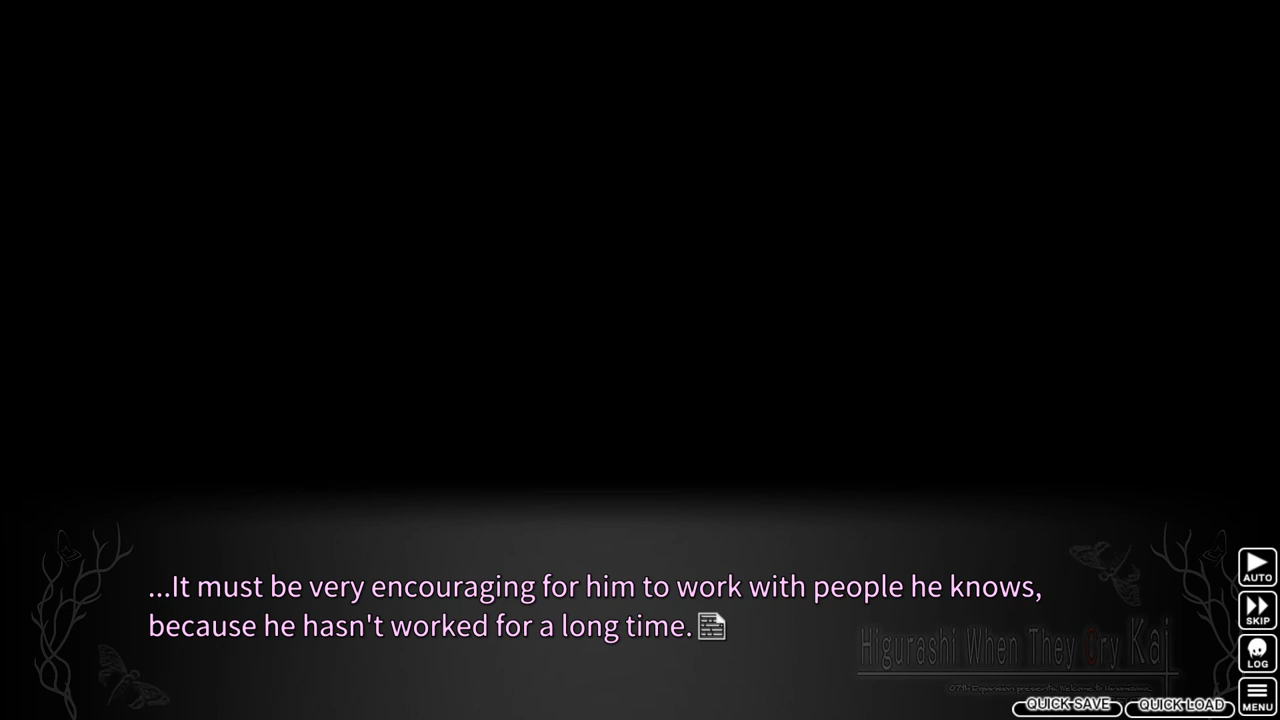 ...It must be very encouraging for him to work with people he knows,
because he hasn't worked for a long time.
Higurashi When They Cry Kai
AUTO
SKIP
LOG
MENU
QUICK SAVE
QUICK LOAD